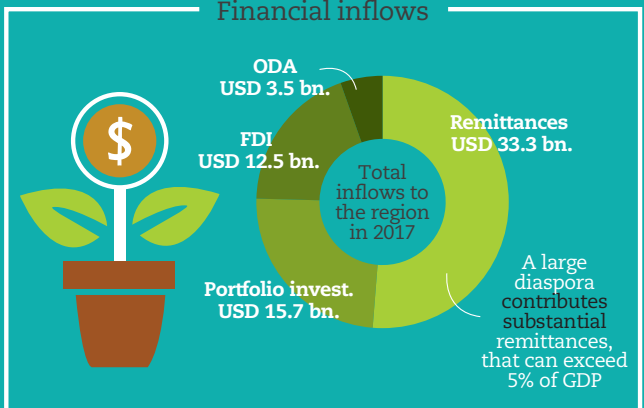 Financial inflows
ODA
USD 3.5 bn.
FDI
USD 12.5 bn.
Remittances
USD 33.3 bn.
$
Total
inflows to
the region
in 2017
Portfolio invest.
USD 15.7 bn.
A large
diaspora
contributes
substantial
remittances,
that can exceed
5% of GDP